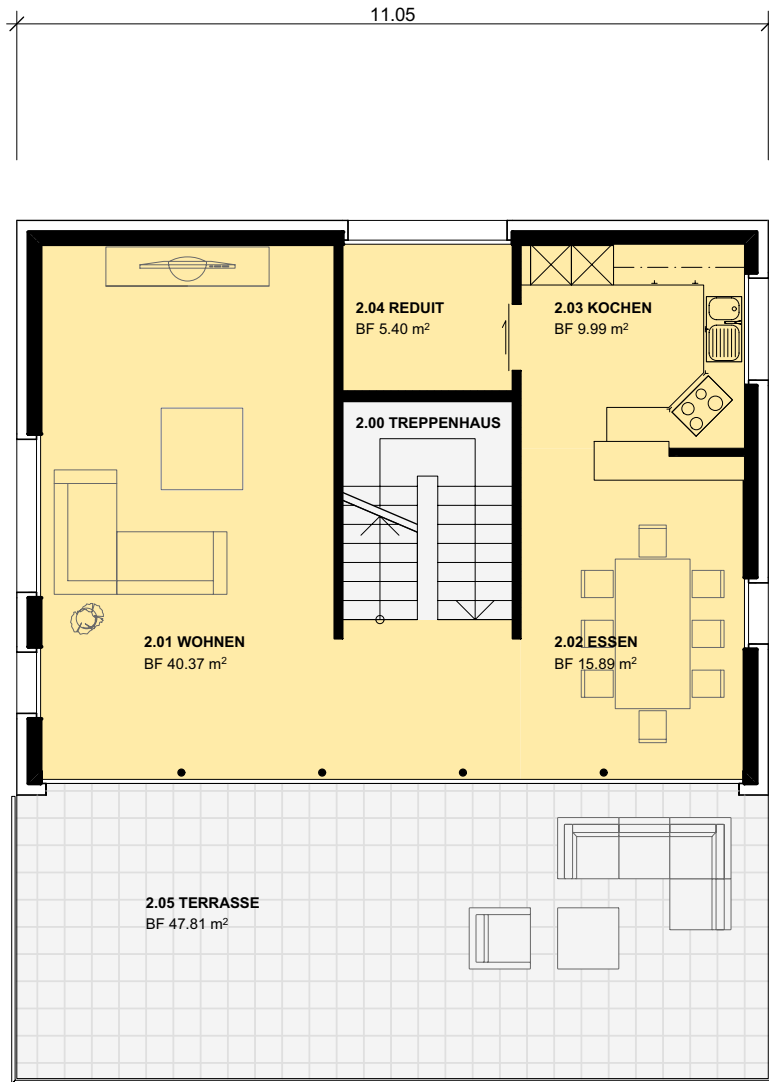 11.05
2.04 REDUIT
BF 5.40 m²
2.03 KOCHEN
BF 9.99 m²
2.00 TREPPENHAUS
2.01 WOHNEN
BF 40.37 m²
2.02 ESSEN
BF 15.89 m²
2.05 TERRASSE
BF 47.81 m²